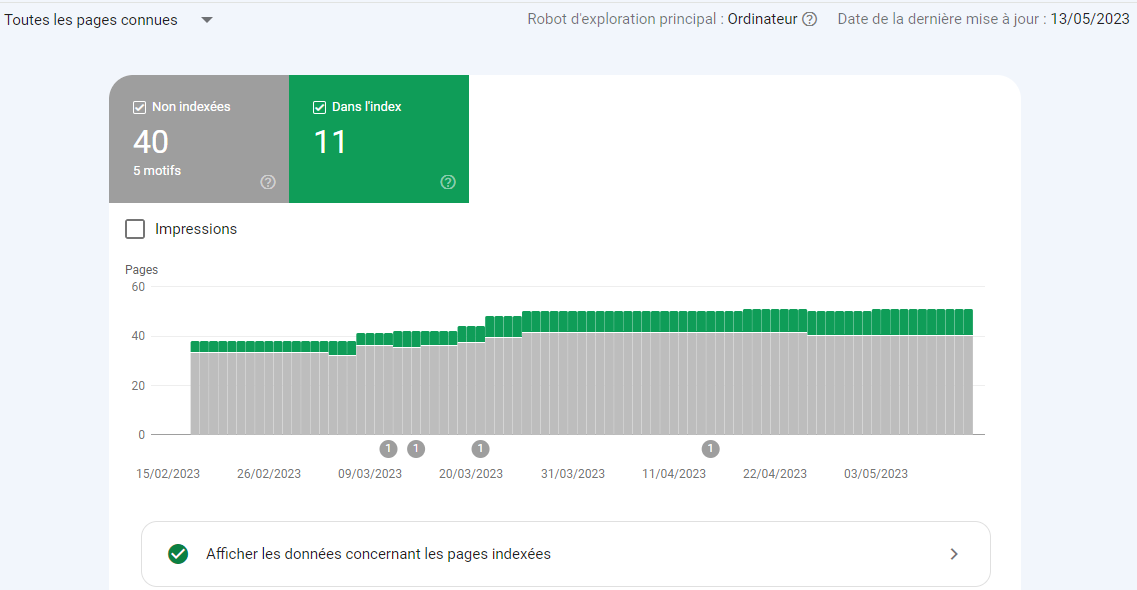 Toutes les pages connues
Robot d'exploration principal : Ordinateur Date de la dernière mise à jour : 13/05/2023
Non indexées
40
5 motifs
Dans l'index
11
Impressions
Pages
60
40
20
0
1 1 1 1
15/02/2023 26/02/2023 09/03/2023 20/03/2023 31/03/2023 11/04/2023 22/04/2023 03/05/2023
Afficher les données concernant les pages indexées